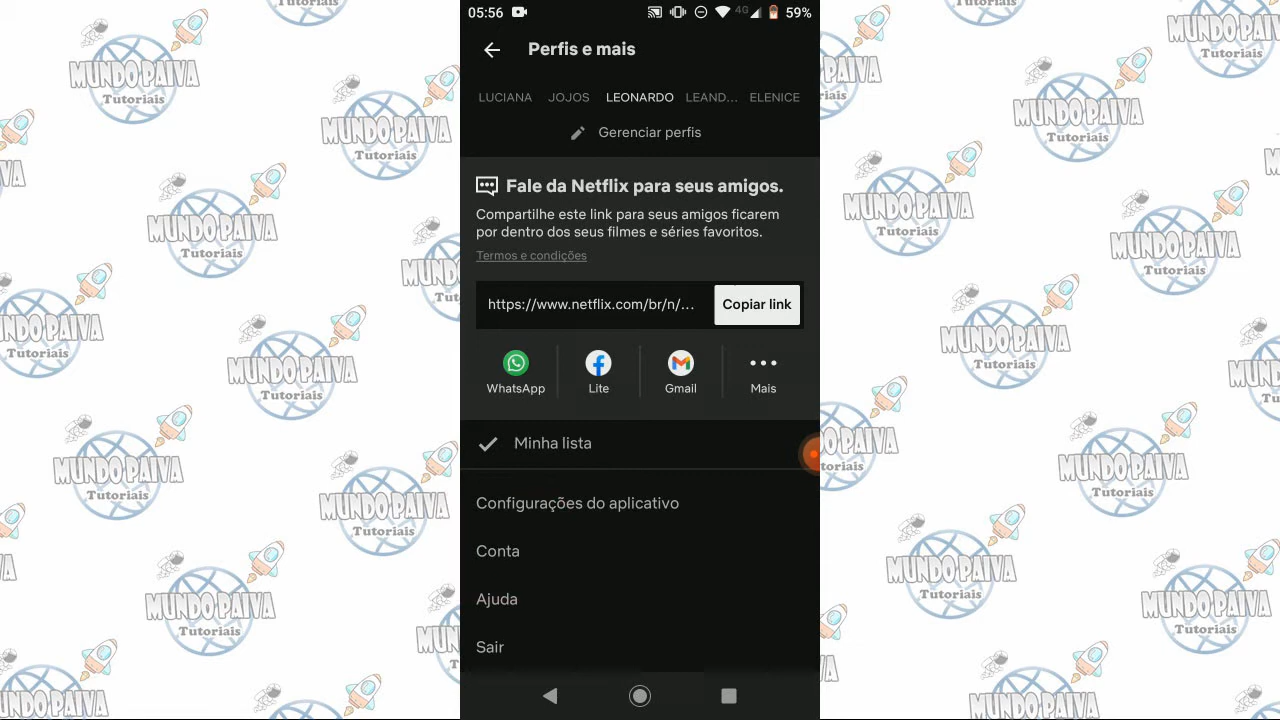 05:56
4G
59%
Perfis e mais
LUCIANA JOJOS LEONARDO LEAND... ELENICE
Gerenciar perfis
Fale da Netflix para seus amigos.
Compartilhe este link para seus amigos ficarem
por dentro dos seus filmes e séries favoritos.
Termos e condições
https://www.netflix.com/br/n/...
Copiar link
WhatsApp
Lite
Gmail
Mais
Minha lista
Configurações do aplicativo
Conta
Ajuda
Sair
MUNDO PAIVA
Tutoriais